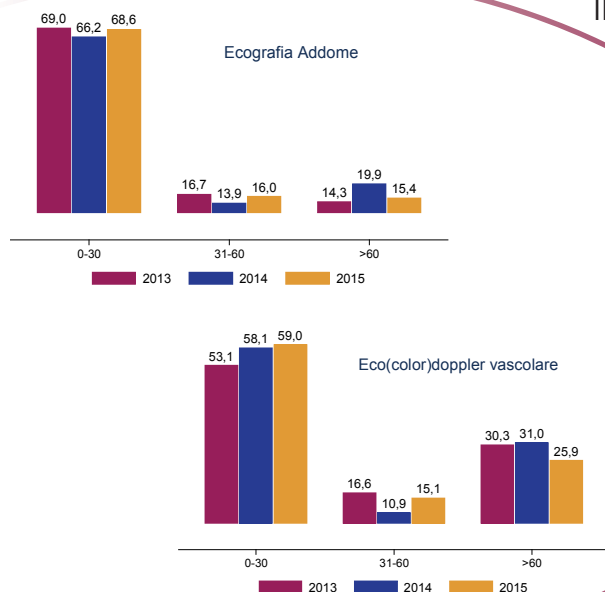 Ecografia Addome
69,0 66,2 68,6
16,7 13,9 16,0
14,3 19,9 15,4
0-30 31-60 >60
2013 2014 2015
Eco(color)doppler vascolare
53,1 58,1 59,0
16,6 10,9 15,1
30,3 31,0 25,9
0-30 31-60 >60
2013 2014 2015